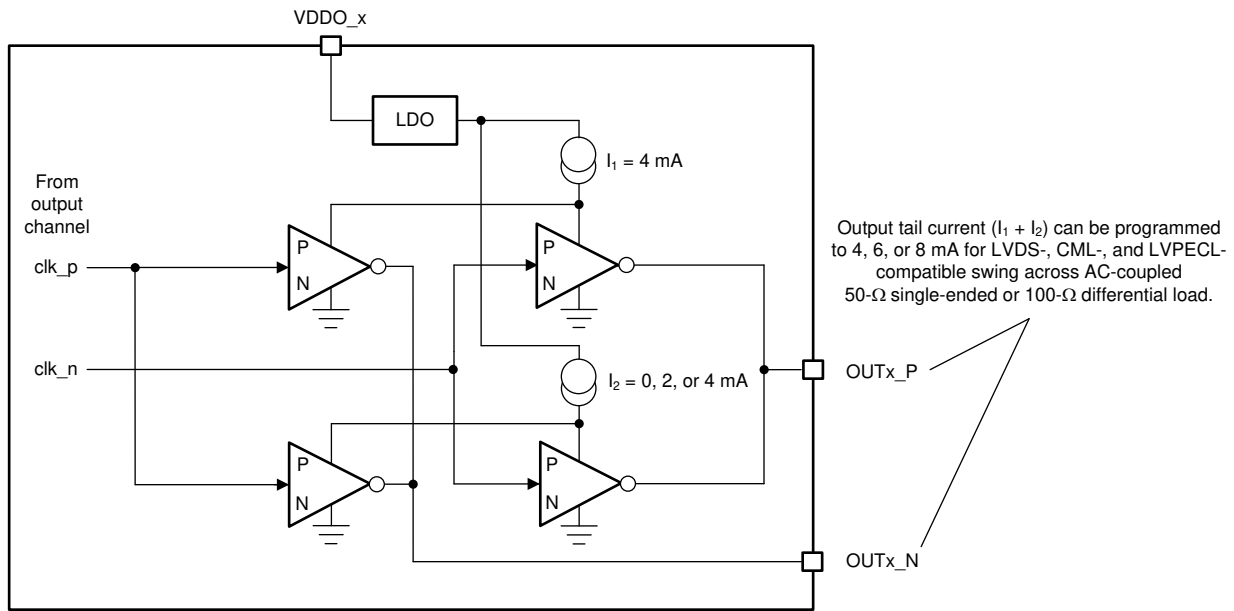 VDDO_x
LDO
I₁ = 4 mA
From
output
channel
clk_p
P
N
P
N
Output tail current (I₁ + I₂) can be programmed
to 4, 6, or 8 mA for LVDS-, CML-, and LVPECL-
compatible swing across AC-coupled
50-Ω single-ended or 100-Ω differential load.
clk_n
I₂ = 0, 2, or 4 mA
OUTx_P
P
N
P
N
OUTx_N